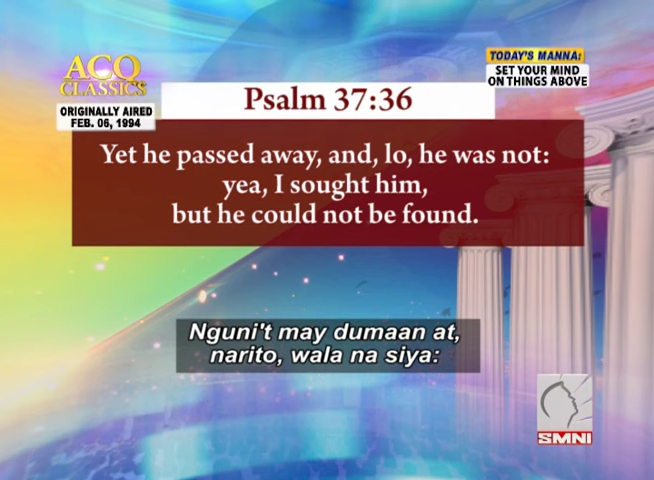 ACQ
CLASSICS
ORIGINALLY AIRED
FEB. 06, 1994
TODAY'S MANNA:
SET YOUR MIND
ON THINGS ABOVE
Psalm 37:36
Yet he passed away, and, lo, he was not:
yea, I sought him,
but he could not be found.
Nguni't may dumaan at,
narito, wala na siya:
SMNI